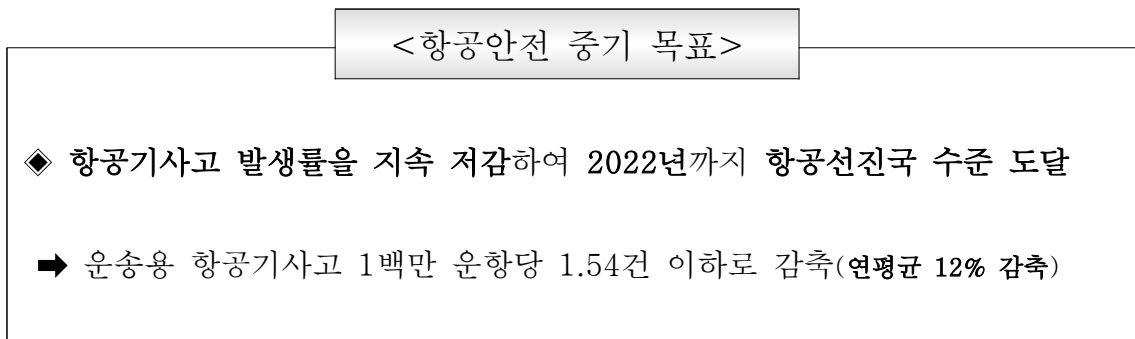 <항공안전 중기 목표>
◈ 항공기사고 발생률을 지속 저감하여 2022년까지 항공선진국 수준 도달
➡ 운송용 항공기사고 1백만 운항당 1.54건 이하로 감축(연평균 12% 감축)